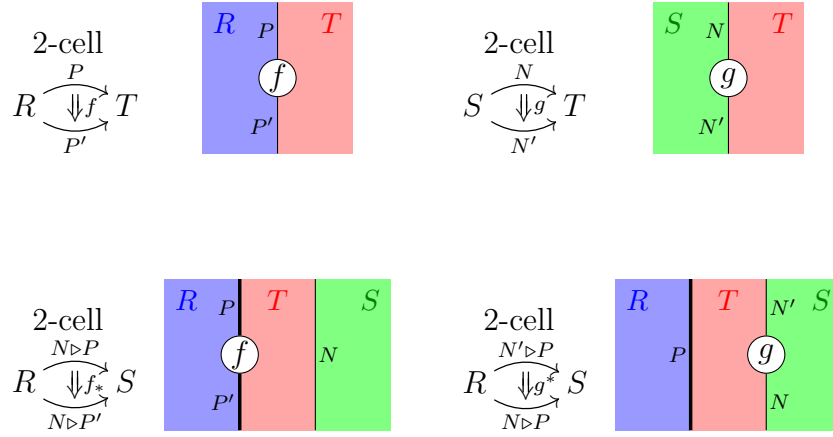 R T S T
2-cell P 2-cell N
P N
R f T f S g T g
P' P' N' N'
R T S R T S
2-cell P 2-cell N'
N▹P N'▹P
R f* S f N R g* S P g
N▹P' P' N▹P N